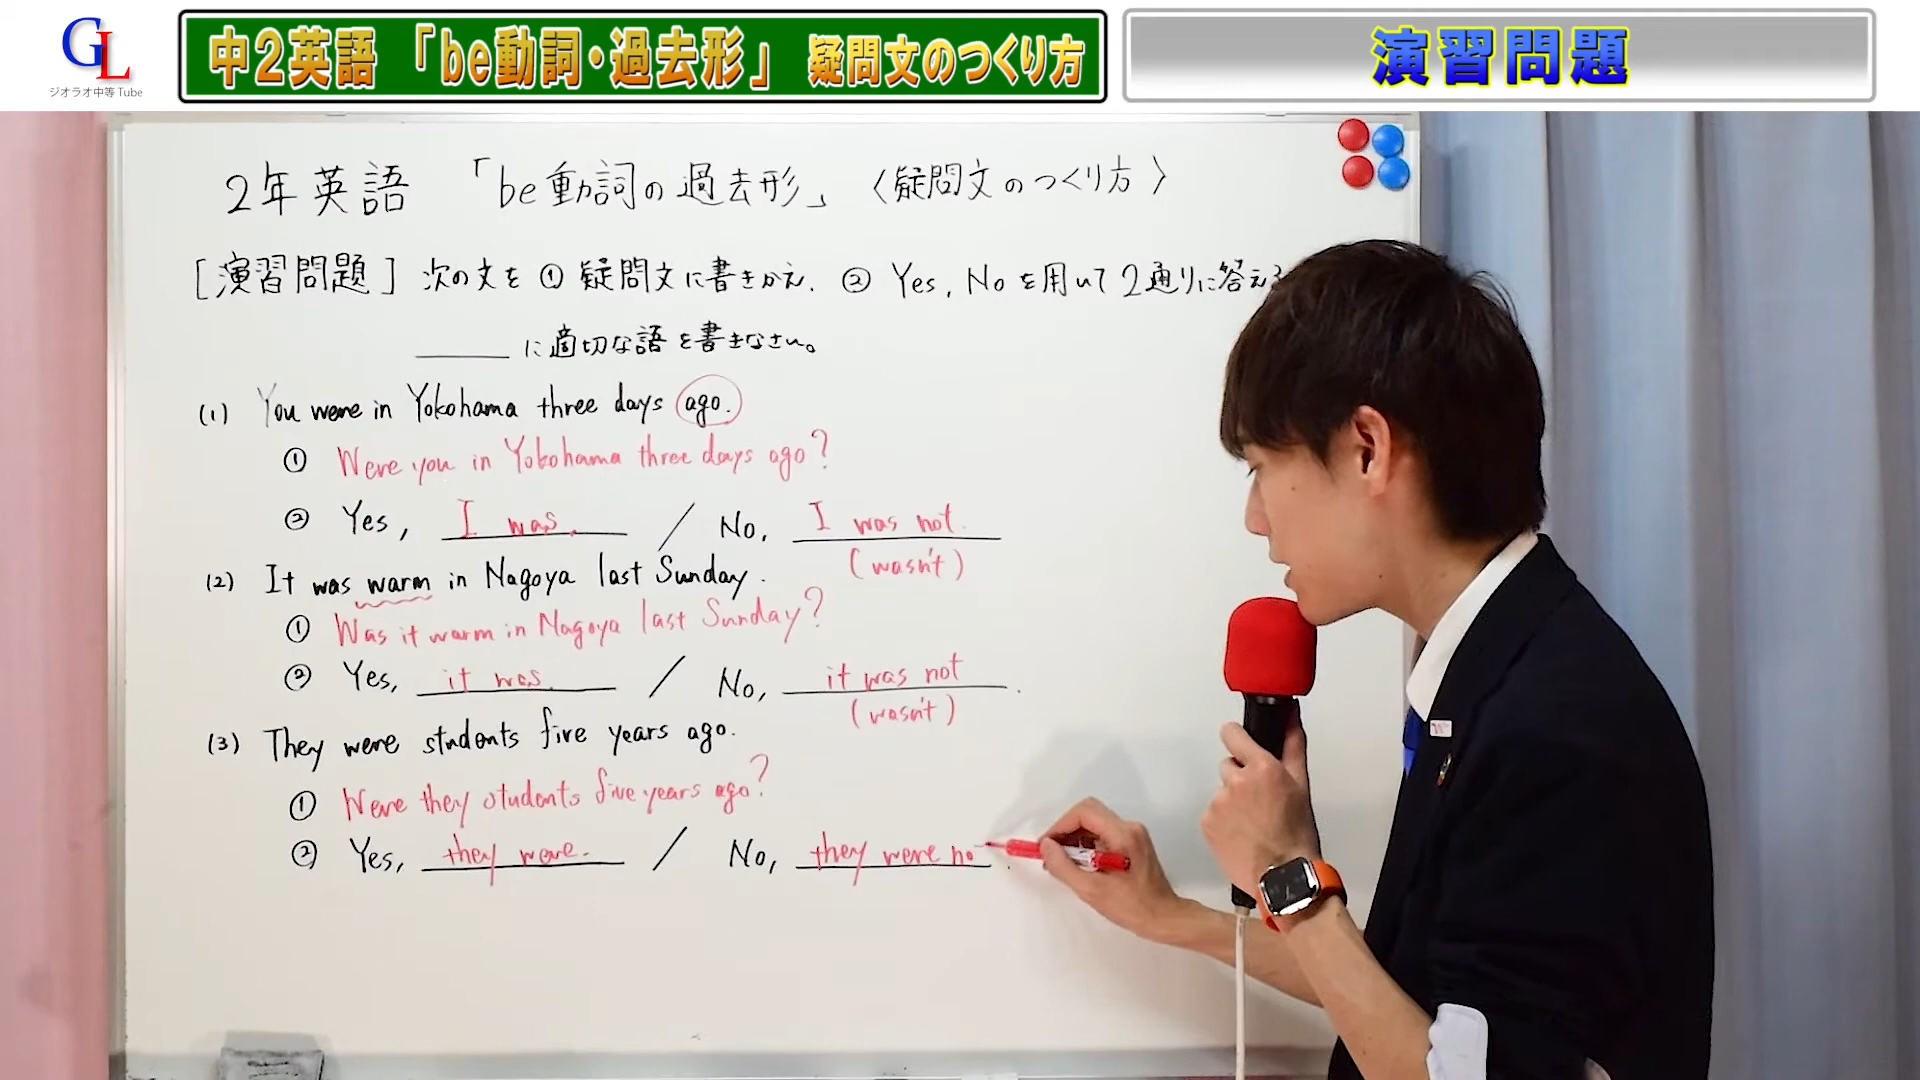 GL
ジオラオ中等Tube
中2英語 「be動詞・過去形」 疑問文のつくり方
演習問題
2年英語 「be動詞の過去形」 〈疑問文のつくり方〉
[演習問題] 次の文を ① 疑問文に書きかえ. ② Yes, Noを用いて2通りに答える
____ に適切な語を書きなさい。
(1) You were in Yokohama three days ago.
① Were you in Yokohama three days ago?
② Yes, I was. / No, I was not.
(wasn't)
(2) It was warm in Nagoya last Sunday.
① Was it warm in Nagoya last Sunday?
② Yes, it was. / No, it was not.
(wasn't)
(3) They were students five years ago.
① Were they students five years ago?
② Yes, they were. / No, they were no